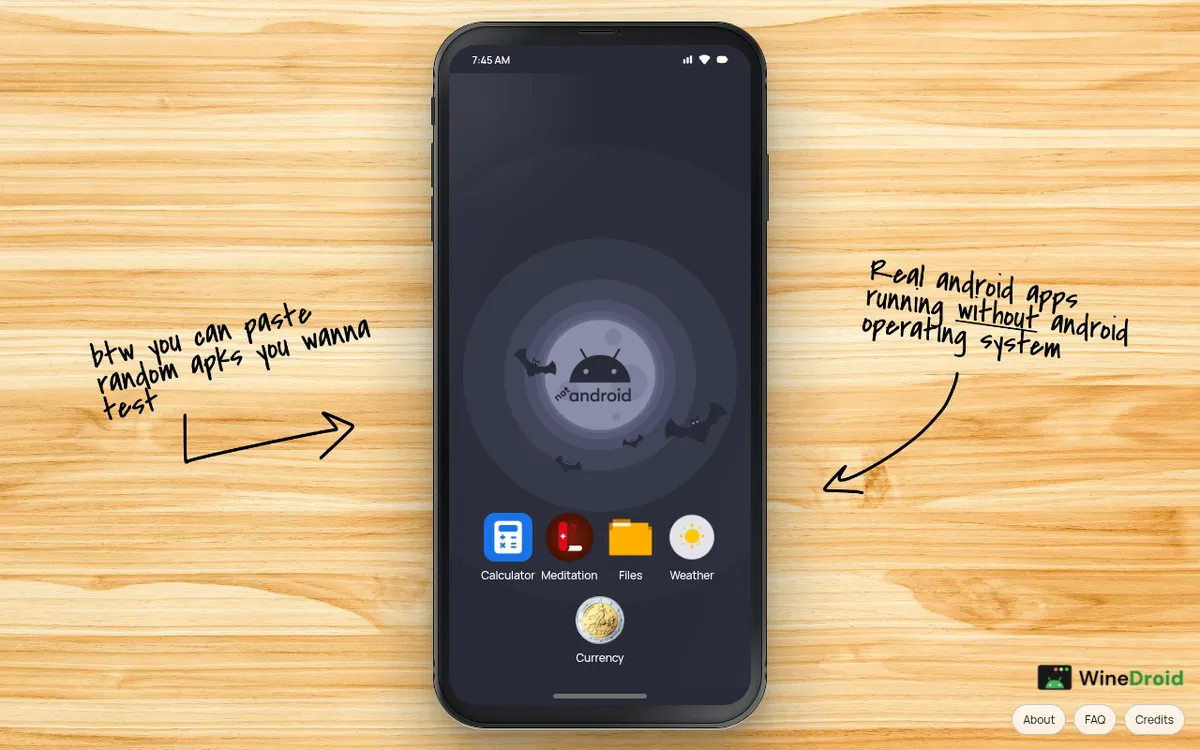 7:45 AM
btw you can paste
random apks you wanna
test
Real android apps
running without android
operating system
not android
Calculator
Meditation
Files
Weather
Currency
WineDroid
About
FAQ
Credits